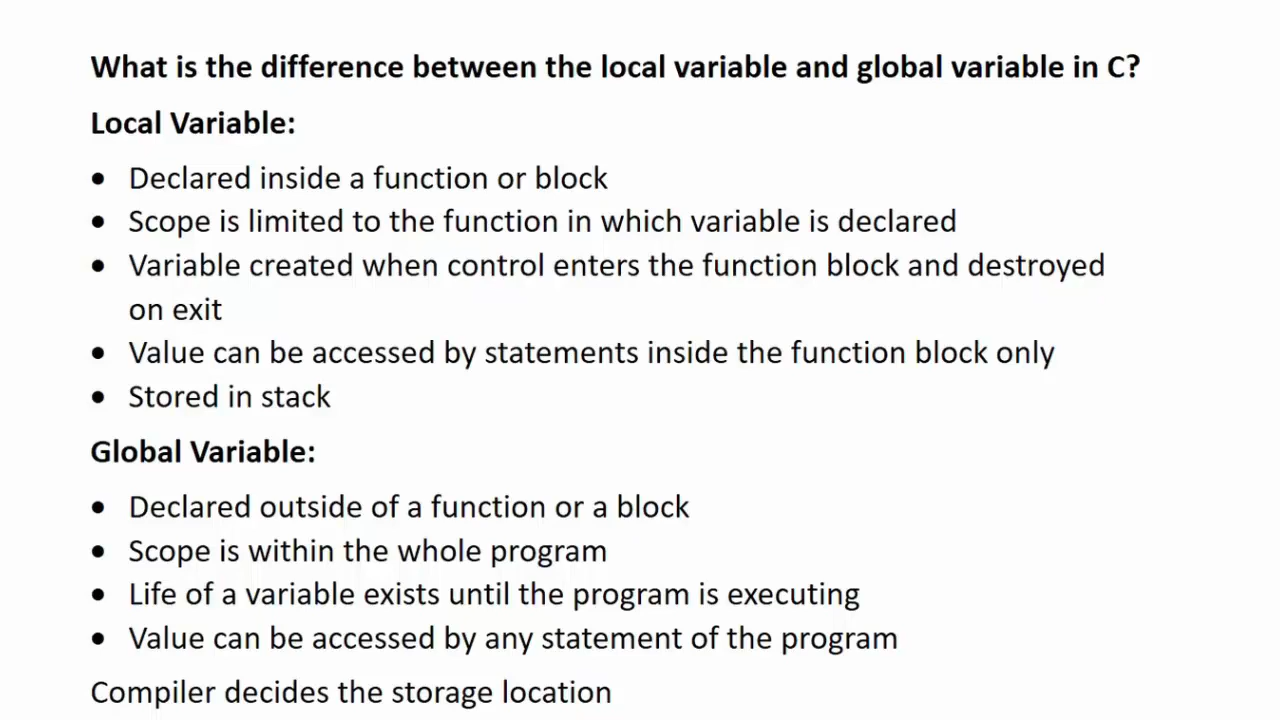 What is the difference between the local variable and global variable in C?
Local Variable:
• Declared inside a function or block
• Scope is limited to the function in which variable is declared
• Variable created when control enters the function block and destroyed
on exit
• Value can be accessed by statements inside the function block only
• Stored in stack
Global Variable:
• Declared outside of a function or a block
• Scope is within the whole program
• Life of a variable exists until the program is executing
• Value can be accessed by any statement of the program
Compiler decides the storage location